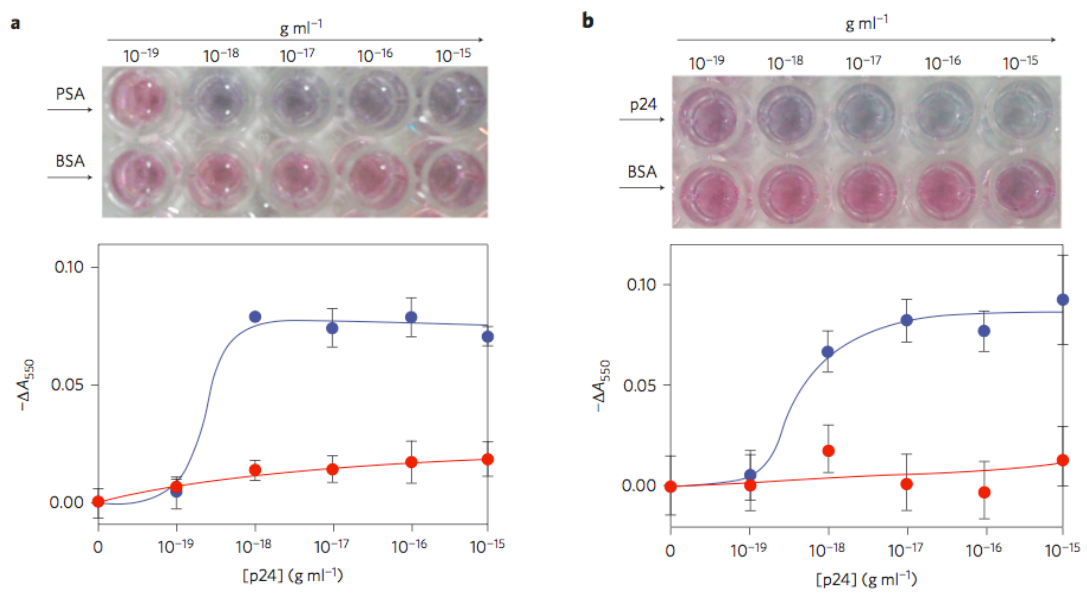 a
g ml⁻¹
10⁻¹⁹ 10⁻¹⁸ 10⁻¹⁷ 10⁻¹⁶ 10⁻¹⁵
PSA
BSA
0.10
0.05
0.00
−ΔA₅₅₀
0 10⁻¹⁹ 10⁻¹⁸ 10⁻¹⁷ 10⁻¹⁶ 10⁻¹⁵
[p24] (g ml⁻¹)
b
g ml⁻¹
10⁻¹⁹ 10⁻¹⁸ 10⁻¹⁷ 10⁻¹⁶ 10⁻¹⁵
p24
BSA
0.10
0.05
0.00
−ΔA₅₅₀
0 10⁻¹⁹ 10⁻¹⁸ 10⁻¹⁷ 10⁻¹⁶ 10⁻¹⁵
[p24] (g ml⁻¹)